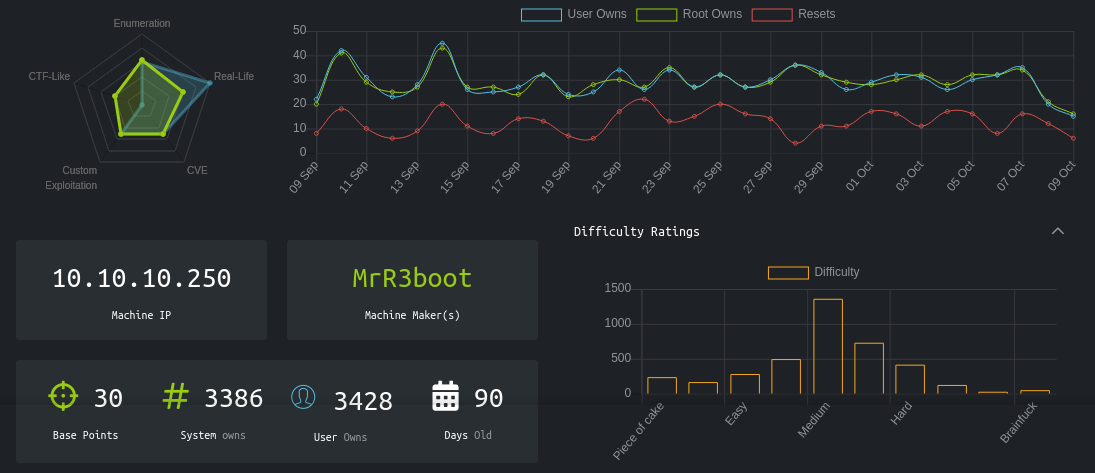 Enumeration
CTF-Like
Real-Life
Custom
Exploitation
CVE
User Owns
Root Owns
Resets
50
40
30
20
10
0
09 Sep
11 Sep
13 Sep
15 Sep
17 Sep
19 Sep
21 Sep
23 Sep
25 Sep
27 Sep
29 Sep
01 Oct
03 Oct
05 Oct
07 Oct
09 Oct
10.10.10.250
Machine IP
MrR3boot
Machine Maker(s)
30
Base Points
# 3386
System owns
3428
User Owns
90
Days Old
Difficulty Ratings
Difficulty
1500
1000
500
0
Piece of cake
Easy
Medium
Hard
Brainfuck